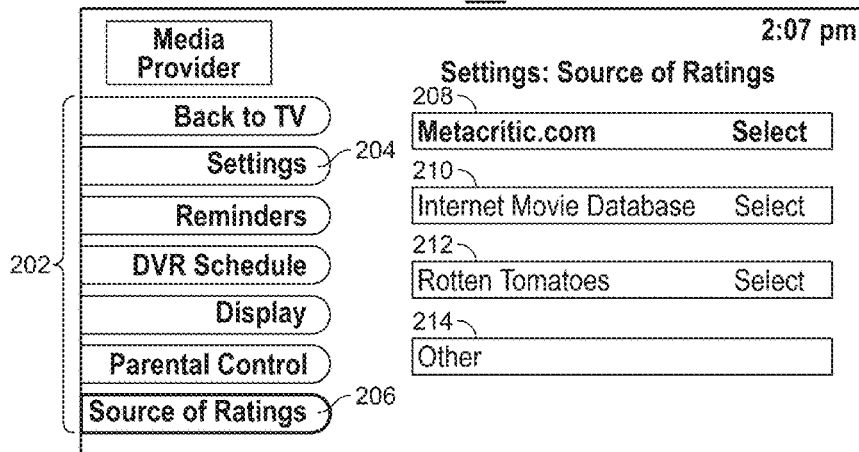 2:07 pm
Media
Provider
Settings: Source of Ratings
202
Back to TV
Settings
204
Reminders
DVR Schedule
Display
Parental Control
Source of Ratings
206
208
Metacritic.com Select
210
Internet Movie Database Select
212
Rotten Tomatoes Select
214
Other